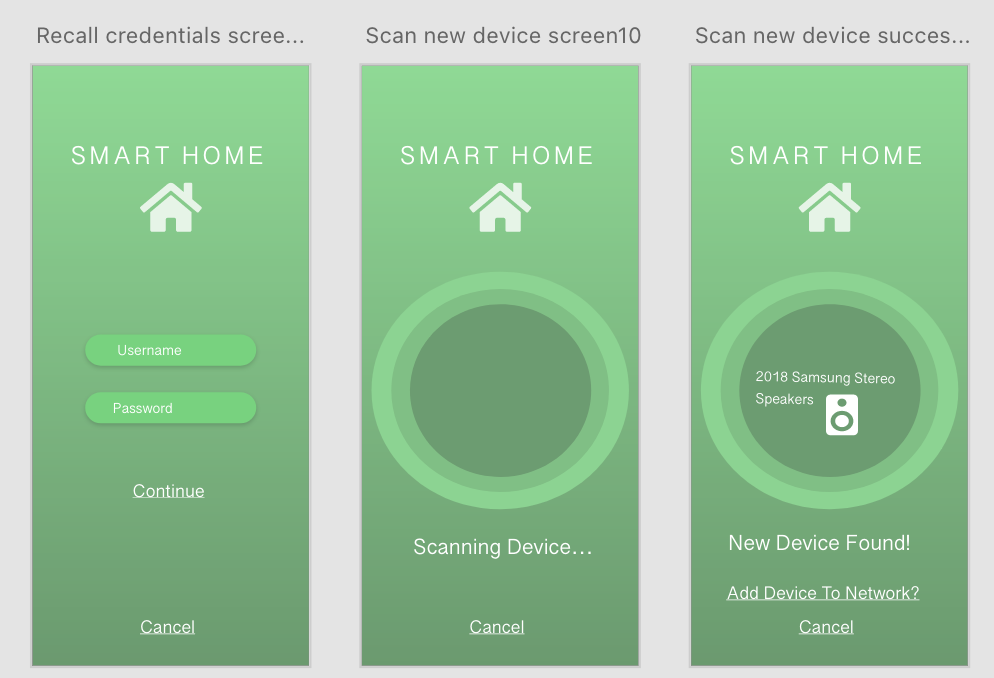 Recall credentials scree...
Scan new device screen10
Scan new device succes...
SMART HOME
Username
Password
Continue
Cancel
SMART HOME
Scanning Device...
Cancel
SMART HOME
2018 Samsung Stereo
Speakers
New Device Found!
Add Device To Network?
Cancel